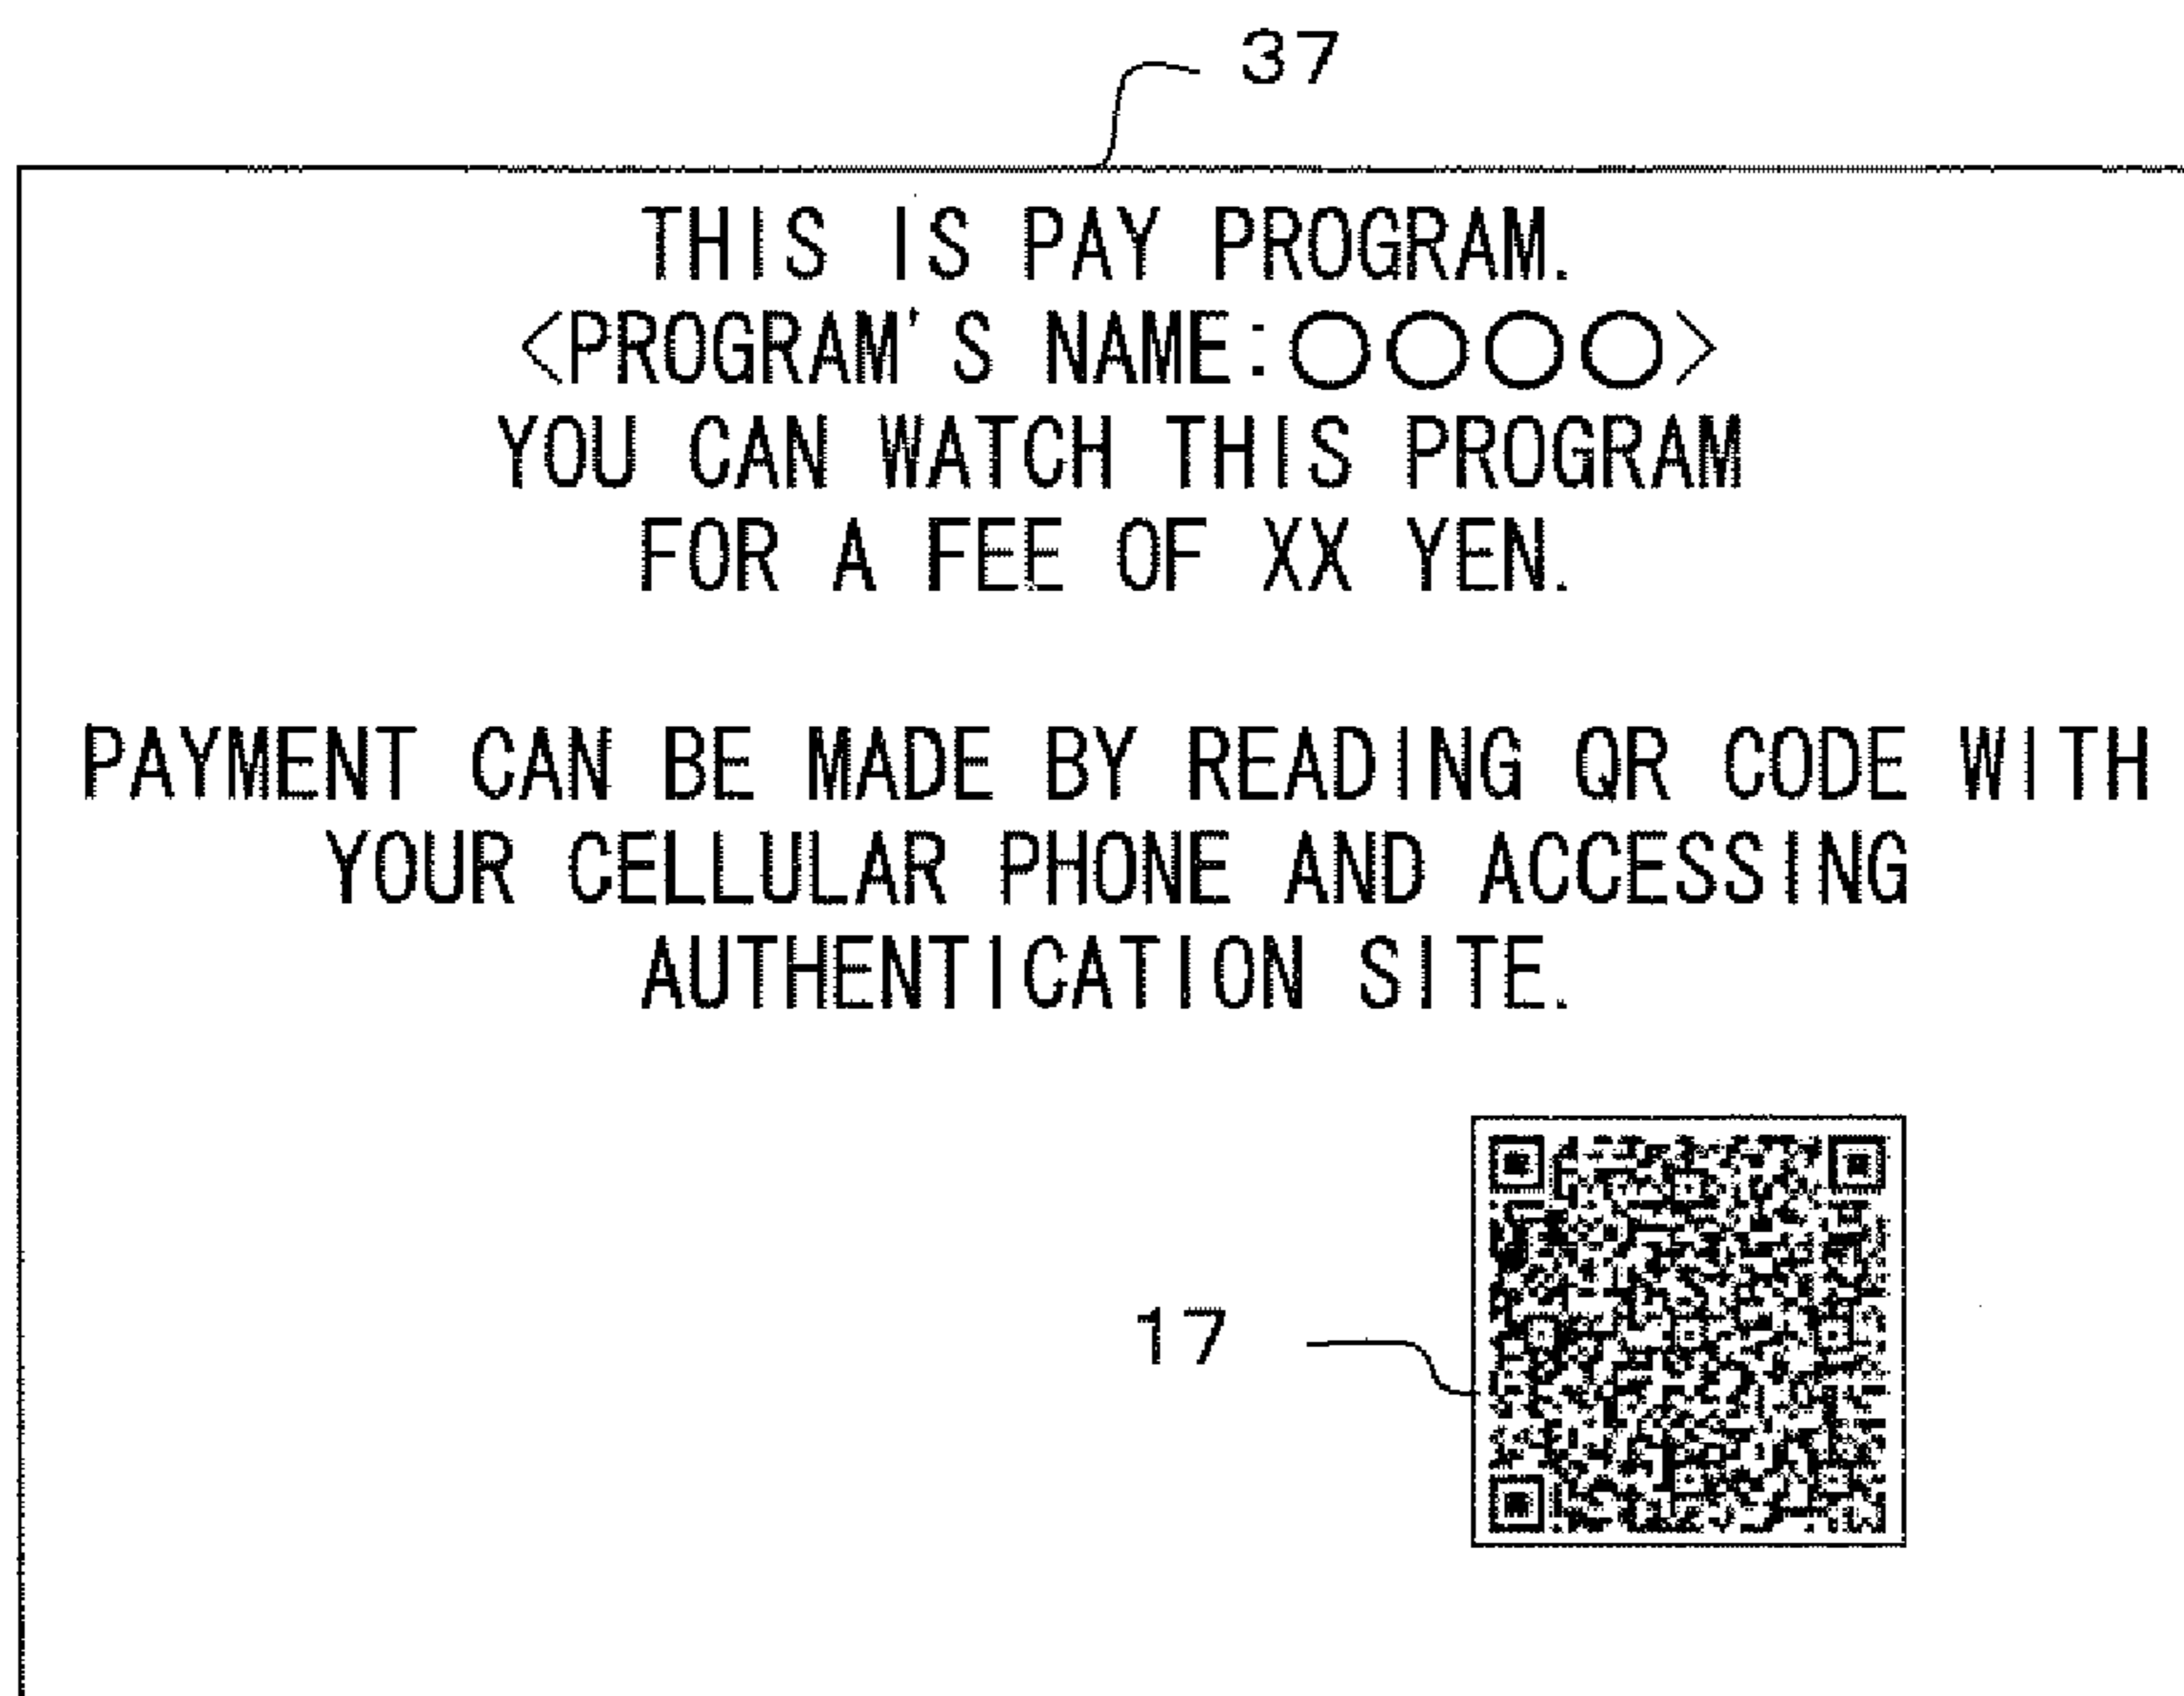 37
THIS IS PAY PROGRAM.
<PROGRAM'S NAME:○○○○>
YOU CAN WATCH THIS PROGRAM
FOR A FEE OF XX YEN.
PAYMENT CAN BE MADE BY READING QR CODE WITH
YOUR CELLULAR PHONE AND ACCESSING
AUTHENTICATION SITE.
17